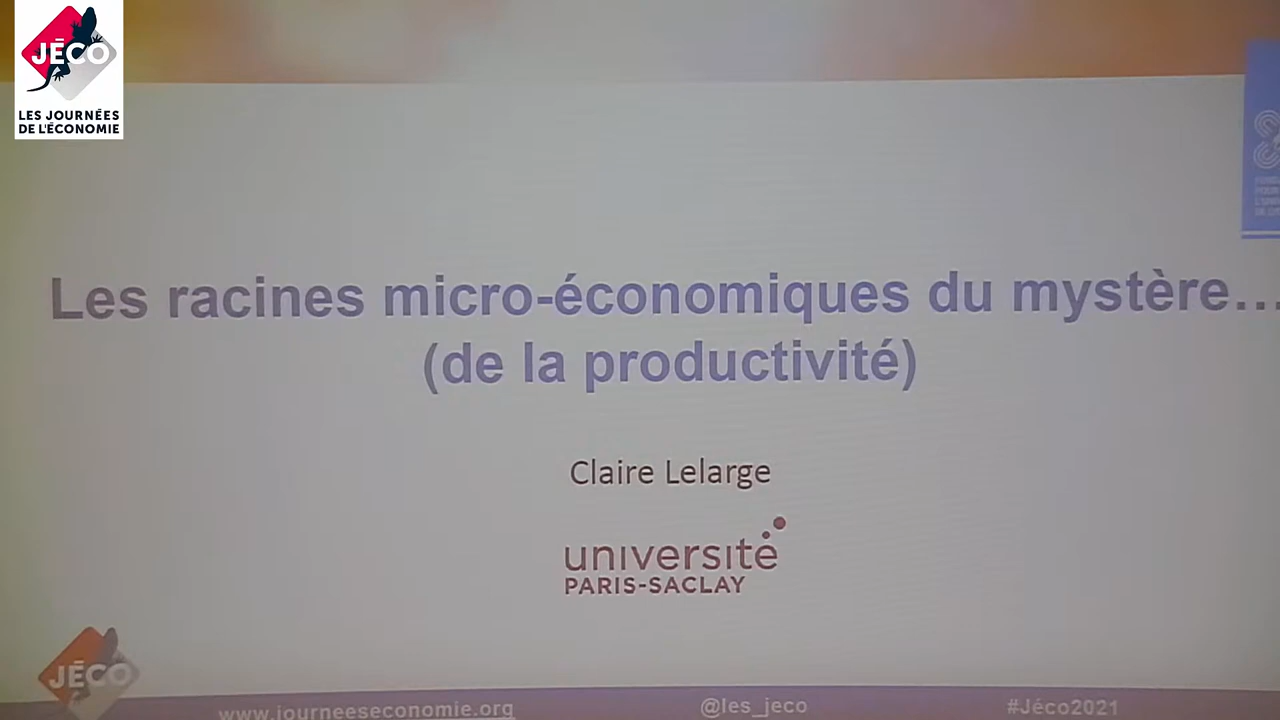 JÉCO
LES JOURNÉES
DE L'ÉCONOMIE
Les racines micro-économiques du mystère…
(de la productivité)
Claire Lelarge
université
PARIS-SACLAY
JÉCO
www.journeeseconomie.org
@les_jeco
#Jéco2021